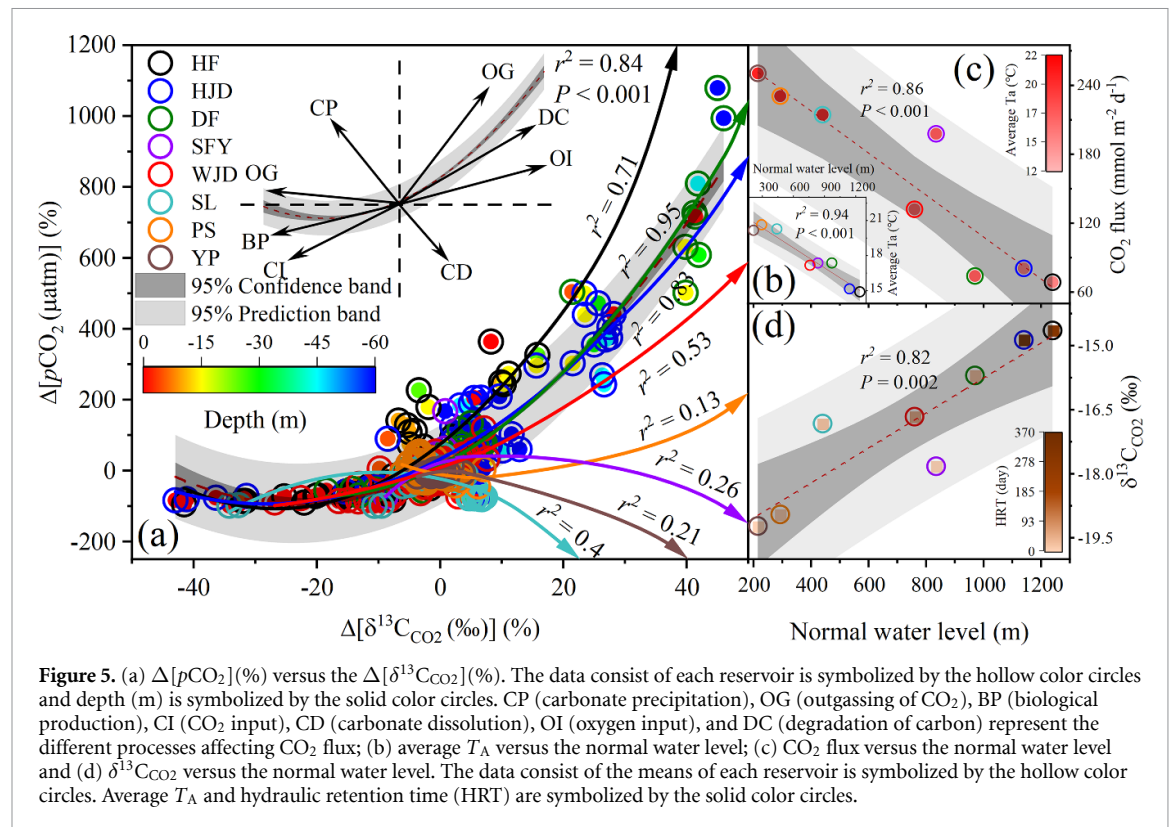 1200
1000
800
600
400
200
0
-200
Δ[pCO2 (μatm)] (%)
HF
HJD
DF
SFY
WJD
SL
PS
YP
CP
OG
DC
OI
OG
BP
CI
CD
r² = 0.84
P < 0.001
95% Confidence band
95% Prediction band
0 -15 -30 -45 -60
Depth (m)
r² = 0.71
r² = 0.95
r² = 0.83
r² = 0.53
r² = 0.13
r² = 0.26
r² = 0.21
r² = 0.4
(a)
-40 -20 0 20 40
Δ[δ¹³CCO2 (‰)] (%)
(c)
r² = 0.86
P < 0.001
Average Ta (°C)
22
20
18
16
14
12
240
180
120
60
CO2 flux (mmol m⁻² d⁻¹)
Normal water level (m)
300 600 900 1200
r² = 0.94
P < 0.001
21
18
15
Average Ta (°C)
(b)
(d)
r² = 0.82
P = 0.002
HRT (day)
370
278
185
93
0
-15.0
-16.5
-18.0
-19.5
δ¹³CCO2 (‰)
200 400 600 800 1000 1200
Normal water level (m)
Figure 5. (a) Δ[pCO2](%) versus the Δ[δ¹³CCO2](%). The data consist of each reservoir is symbolized by the hollow color circles
and depth (m) is symbolized by the solid color circles. CP (carbonate precipitation), OG (outgassing of CO2), BP (biological
production), CI (CO2 input), CD (carbonate dissolution), OI (oxygen input), and DC (degradation of carbon) represent the
different processes affecting CO2 flux; (b) average TA versus the normal water level; (c) CO2 flux versus the normal water level
and (d) δ¹³CCO2 versus the normal water level. The data consist of the means of each reservoir is symbolized by the hollow color
circles. Average TA and hydraulic retention time (HRT) are symbolized by the solid color circles.